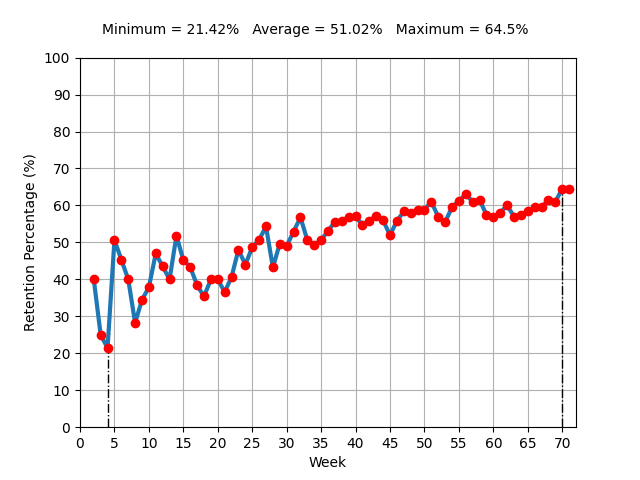 Minimum = 21.42%   Average = 51.02%   Maximum = 64.5%
100
90
80
70
60
50
40
30
20
10
0
Retention Percentage (%)
0 5 10 15 20 25 30 35 40 45 50 55 60 65 70
Week